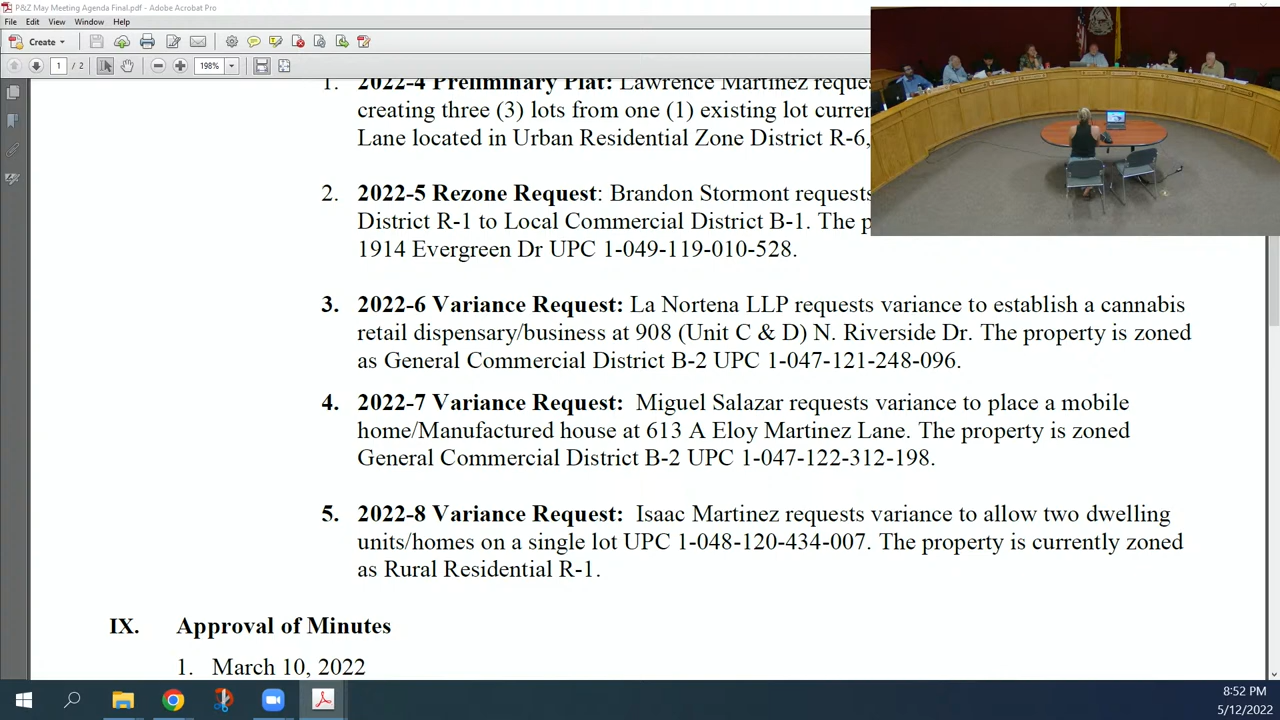 P&Z May Meeting Agenda Final.pdf - Adobe Acrobat Pro
File Edit View Window Help
Create
1 / 2 198%
1. 2022-4 Preliminary Plat: Lawrence Martinez reques
creating three (3) lots from one (1) existing lot curren
Lane located in Urban Residential Zone District R-6,
2. 2022-5 Rezone Request: Brandon Stormont requests
District R-1 to Local Commercial District B-1. The p
1914 Evergreen Dr UPC 1-049-119-010-528.
3. 2022-6 Variance Request: La Nortena LLP requests variance to establish a cannabis
retail dispensary/business at 908 (Unit C & D) N. Riverside Dr. The property is zoned
as General Commercial District B-2 UPC 1-047-121-248-096.
4. 2022-7 Variance Request: Miguel Salazar requests variance to place a mobile
home/Manufactured house at 613 A Eloy Martinez Lane. The property is zoned
General Commercial District B-2 UPC 1-047-122-312-198.
5. 2022-8 Variance Request: Isaac Martinez requests variance to allow two dwelling
units/homes on a single lot UPC 1-048-120-434-007. The property is currently zoned
as Rural Residential R-1.
IX. Approval of Minutes
1. March 10, 2022
8:52 PM
5/12/2022